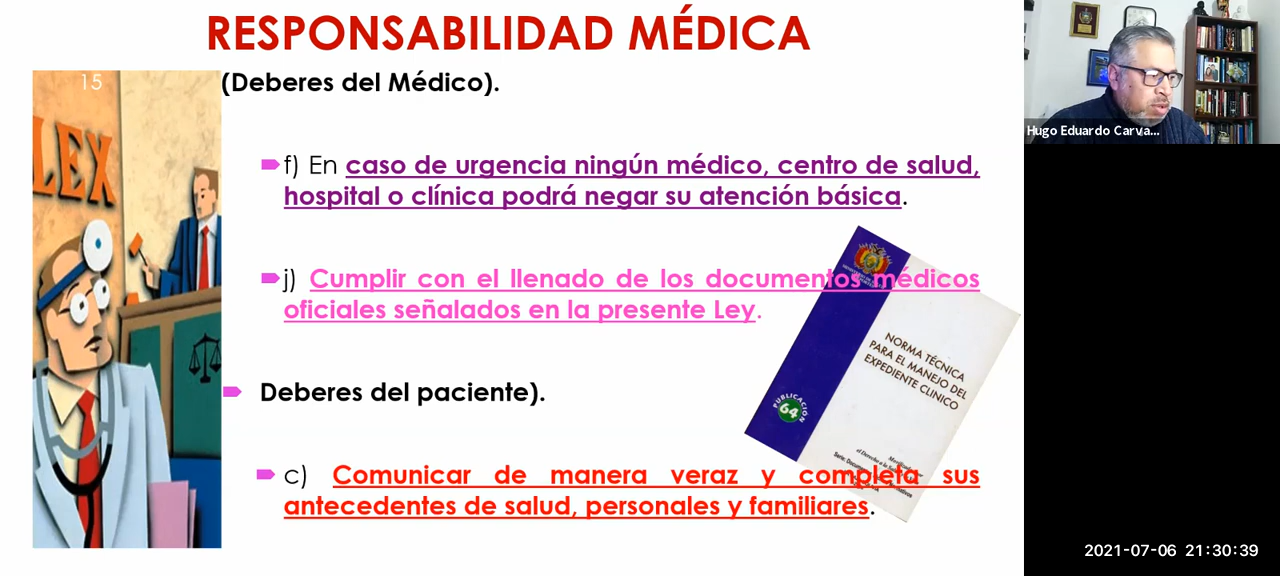 RESPONSABILIDAD MÉDICA
15
LEX
(Deberes del Médico).
f) En caso de urgencia ningún médico, centro de salud,
hospital o clínica podrá negar su atención básica.
j) Cumplir con el llenado de los documentos médicos
oficiales señalados en la presente Ley.
NORMA TÉCNICA
PARA EL MANEJO DEL
EXPEDIENTE CLINICO
PUBLICACIÓN
64
Deberes del paciente).
c) Comunicar de manera veraz y completa sus
antecedentes de salud, personales y familiares.
Hugo Eduardo Carva...
2021-07-06 21:30:39